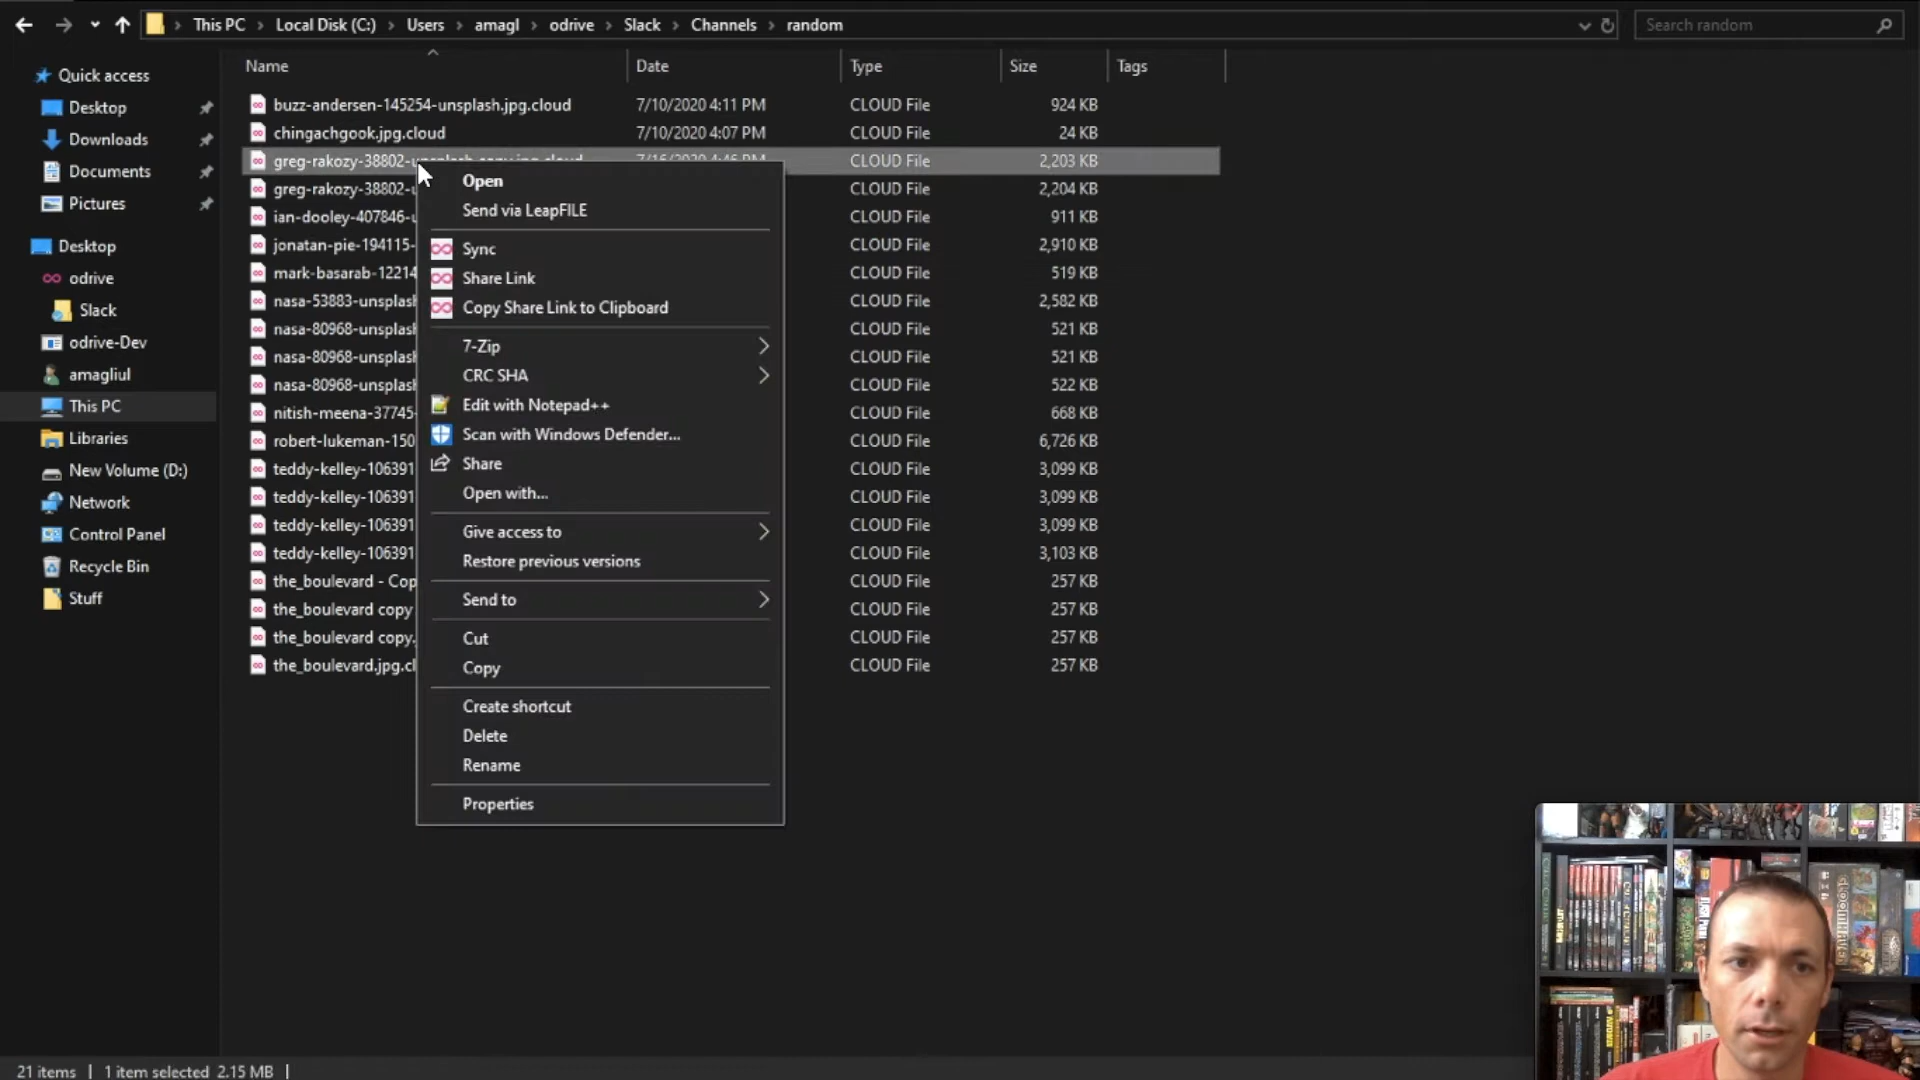 This PC > Local Disk (C:) > Users > amagl > odrive > Slack > Channels > random
Search random
Quick access
Desktop
Downloads
Documents
Pictures
Desktop
odrive
Slack
odrive-Dev
amagliul
This PC
Libraries
New Volume (D:)
Network
Control Panel
Recycle Bin
Stuff
Name Date Type Size Tags
buzz-andersen-145254-unsplash.jpg.cloud 7/10/2020 4:11 PM CLOUD File 924 KB
chingachgook.jpg.cloud 7/10/2020 4:07 PM CLOUD File 24 KB
greg-rakozy-38802-unsplash copy.jpg.cloud 7/16/2020 4:46 PM CLOUD File 2,203 KB
greg-rakozy-38802-u CLOUD File 2,204 KB
ian-dooley-407846-u CLOUD File 911 KB
jonatan-pie-194115- CLOUD File 2,910 KB
mark-basarab-12214 CLOUD File 519 KB
nasa-53883-unsplash CLOUD File 2,582 KB
nasa-80968-unsplash CLOUD File 521 KB
nasa-80968-unsplash CLOUD File 521 KB
nasa-80968-unsplash CLOUD File 522 KB
nitish-meena-37745- CLOUD File 668 KB
robert-lukeman-150 CLOUD File 6,726 KB
teddy-kelley-106391 CLOUD File 3,099 KB
teddy-kelley-106391 CLOUD File 3,099 KB
teddy-kelley-106391 CLOUD File 3,099 KB
teddy-kelley-106391 CLOUD File 3,103 KB
the_boulevard - Cop CLOUD File 257 KB
the_boulevard copy CLOUD File 257 KB
the_boulevard copy. CLOUD File 257 KB
the_boulevard.jpg.cl CLOUD File 257 KB
Open
Send via LeapFILE
Sync
Share Link
Copy Share Link to Clipboard
7-Zip
CRC SHA
Edit with Notepad++
Scan with Windows Defender...
Share
Open with...
Give access to
Restore previous versions
Send to
Cut
Copy
Create shortcut
Delete
Rename
Properties
21 items | 1 item selected 2.15 MB |